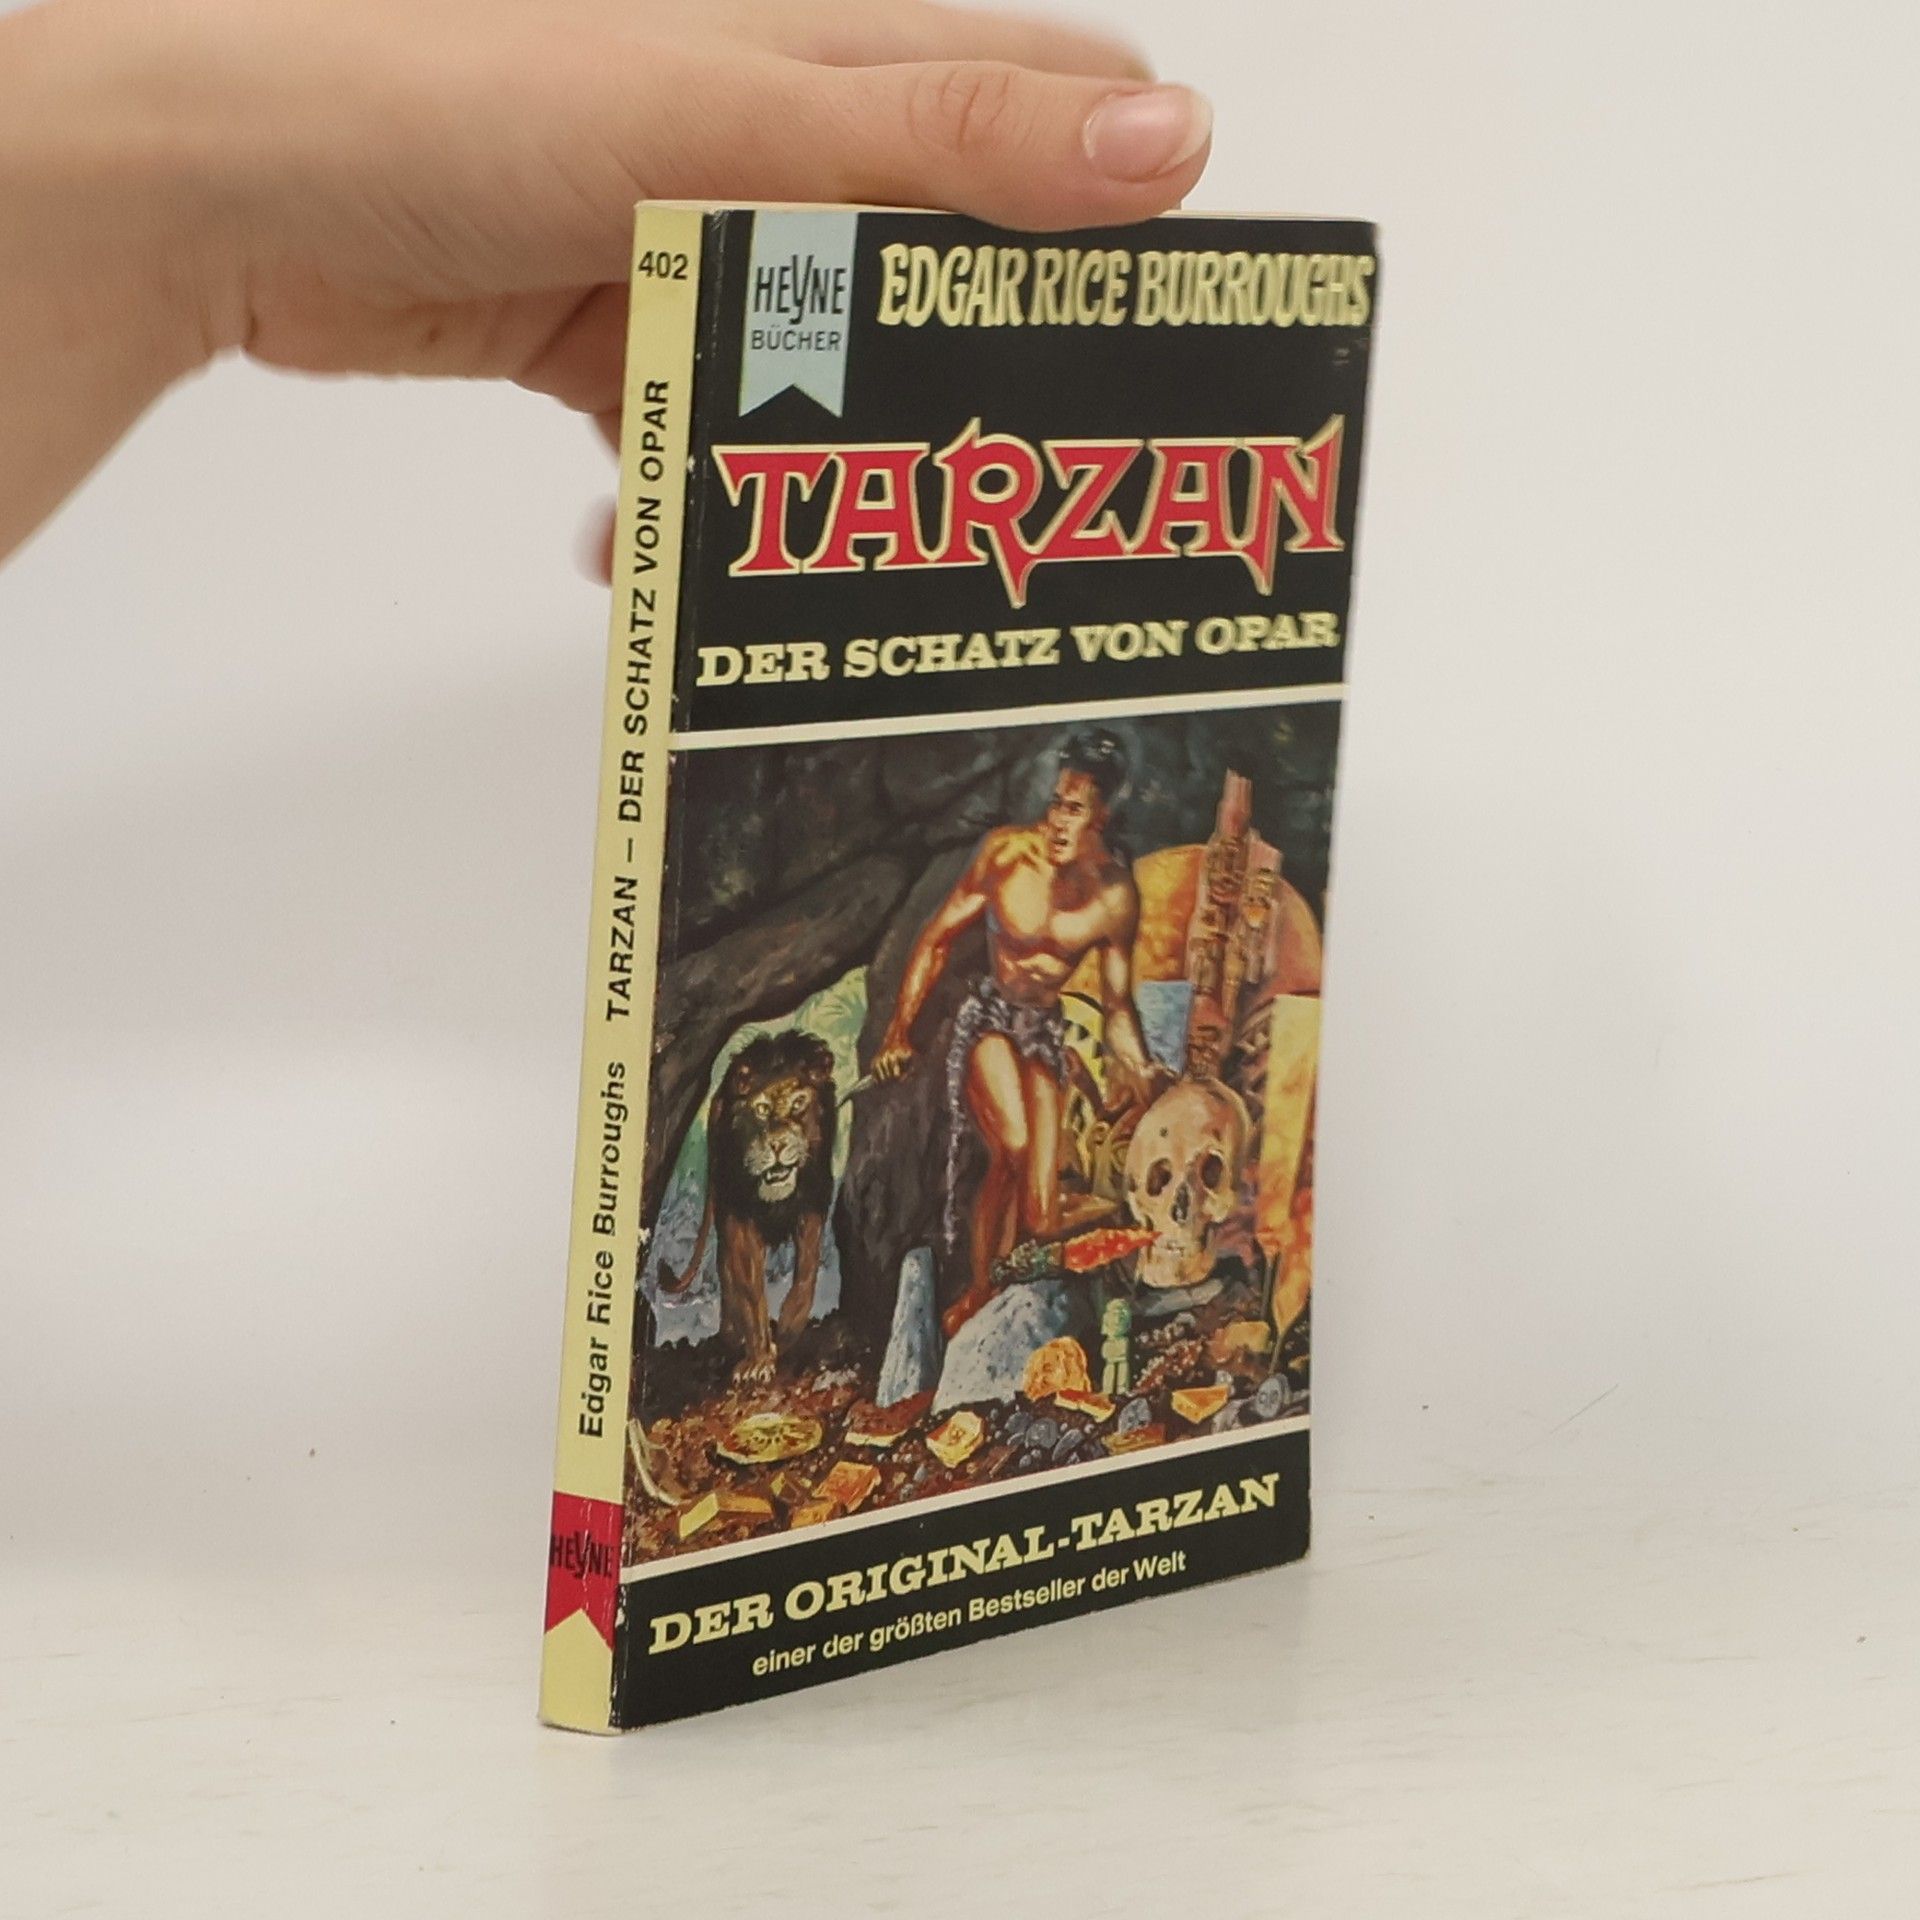 402
Edgar Rice Burroughs TARZAN – DER SCHATZ VON OPAR
HEYNE
HEYNE
BÜCHER
EDGAR RICE BURROUGHS
TARZAN
DER SCHATZ VON OPAR
DER ORIGINAL-TARZAN
einer der größten Bestseller der Welt